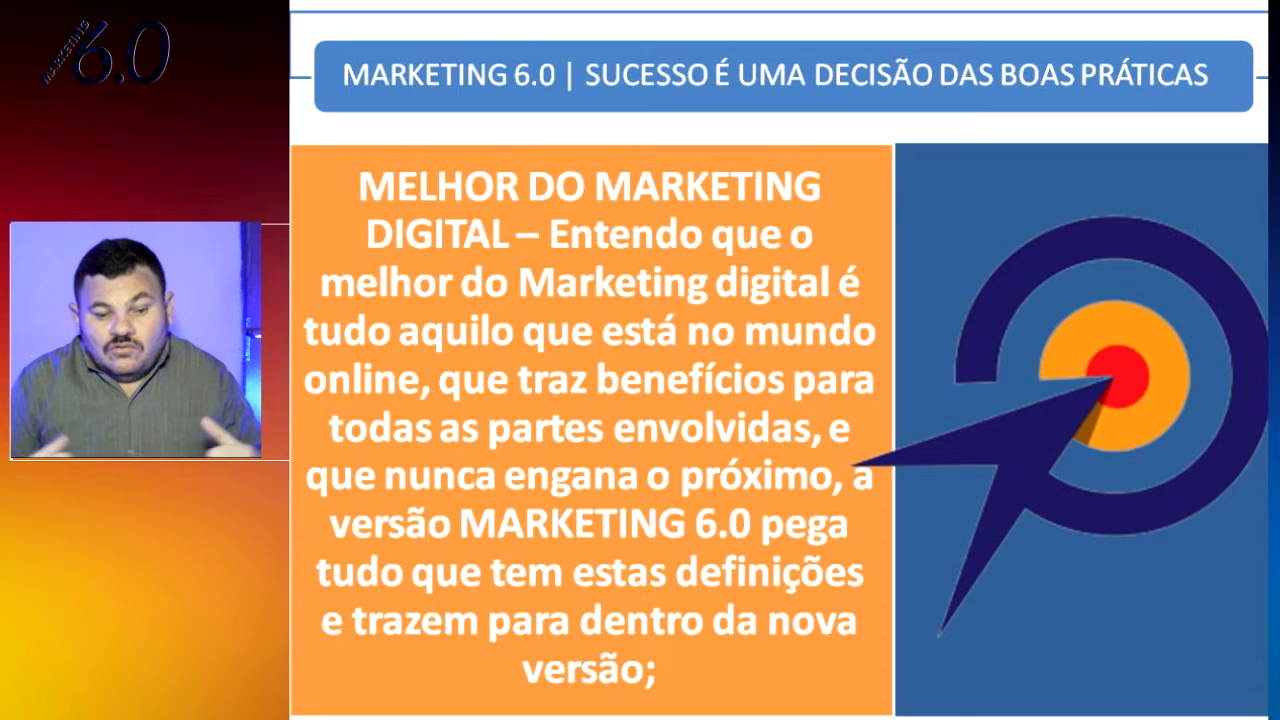 MARKETING
6.0
MARKETING 6.0 | SUCESSO É UMA DECISÃO DAS BOAS PRÁTICAS
MELHOR DO MARKETING
DIGITAL – Entendo que o
melhor do Marketing digital é
tudo aquilo que está no mundo
online, que traz benefícios para
todas as partes envolvidas, e
que nunca engana o próximo, a
versão MARKETING 6.0 pega
tudo que tem estas definições
e trazem para dentro da nova
versão;